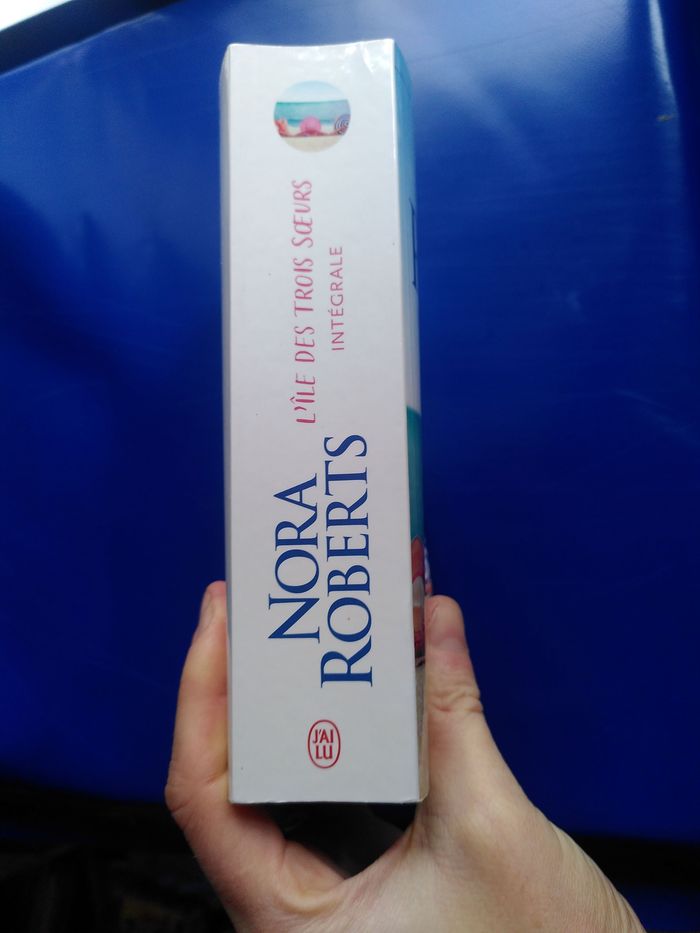 NORA
ROBERTS
L'ÎLE DES TROIS SŒURS
INTÉGRALE
J'AI
LU